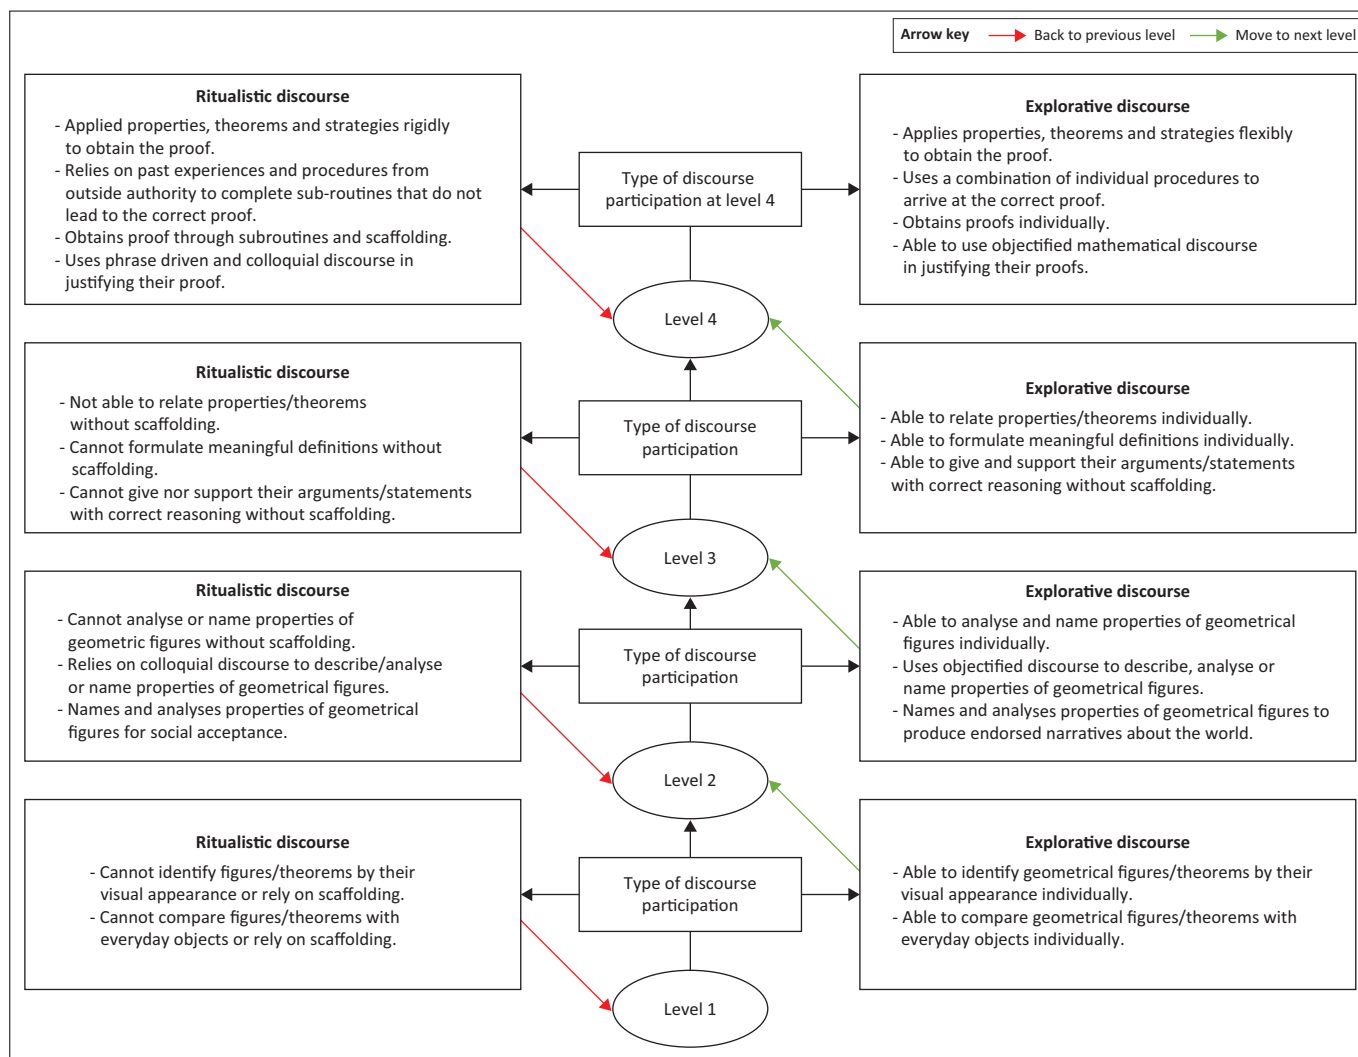 Arrow key Back to previous level Move to next level
Ritualistic discourse
- Applied properties, theorems and strategies rigidly
to obtain the proof.
- Relies on past experiences and procedures from
outside authority to complete sub-routines that do not
lead to the correct proof.
- Obtains proof through subroutines and scaffolding.
- Uses phrase driven and colloquial discourse in
justifying their proof.
Type of discourse
participation at level 4
Explorative discourse
- Applies properties, theorems and strategies flexibly
to obtain the proof.
- Uses a combination of individual procedures to
arrive at the correct proof.
- Obtains proofs individually.
- Able to use objectified mathematical discourse
in justifying their proofs.
Level 4
Ritualistic discourse
- Not able to relate properties/theorems
without scaffolding.
- Cannot formulate meaningful definitions without
scaffolding.
- Cannot give nor support their arguments/statements
with correct reasoning without scaffolding.
Type of discourse
participation
Explorative discourse
- Able to relate properties/theorems individually.
- Able to formulate meaningful definitions individually.
- Able to give and support their arguments/statements
with correct reasoning without scaffolding.
Level 3
Ritualistic discourse
- Cannot analyse or name properties of
geometric figures without scaffolding.
- Relies on colloquial discourse to describe/analyse
or name properties of geometrical figures.
- Names and analyses properties of geometrical
figures for social acceptance.
Type of discourse
participation
Explorative discourse
- Able to analyse and name properties of geometrical
figures individually.
- Uses objectified discourse to describe, analyse or
name properties of geometrical figures.
- Names and analyses properties of geometrical figures to
produce endorsed narratives about the world.
Level 2
Ritualistic discourse
- Cannot identify figures/theorems by their
visual appearance or rely on scaffolding.
- Cannot compare figures/theorems with
everyday objects or rely on scaffolding.
Type of discourse
participation
Explorative discourse
- Able to identify geometrical figures/theorems by their
visual appearance individually.
- Able to compare geometrical figures/theorems with
everyday objects individually.
Level 1